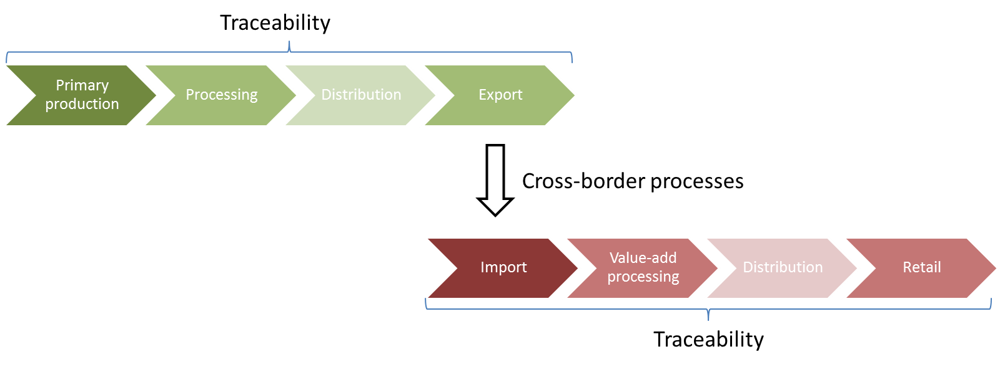 Traceability
Primary
production
Processing
Distribution
Export
Cross-border processes
Import
Value-add
processing
Distribution
Retail
Traceability